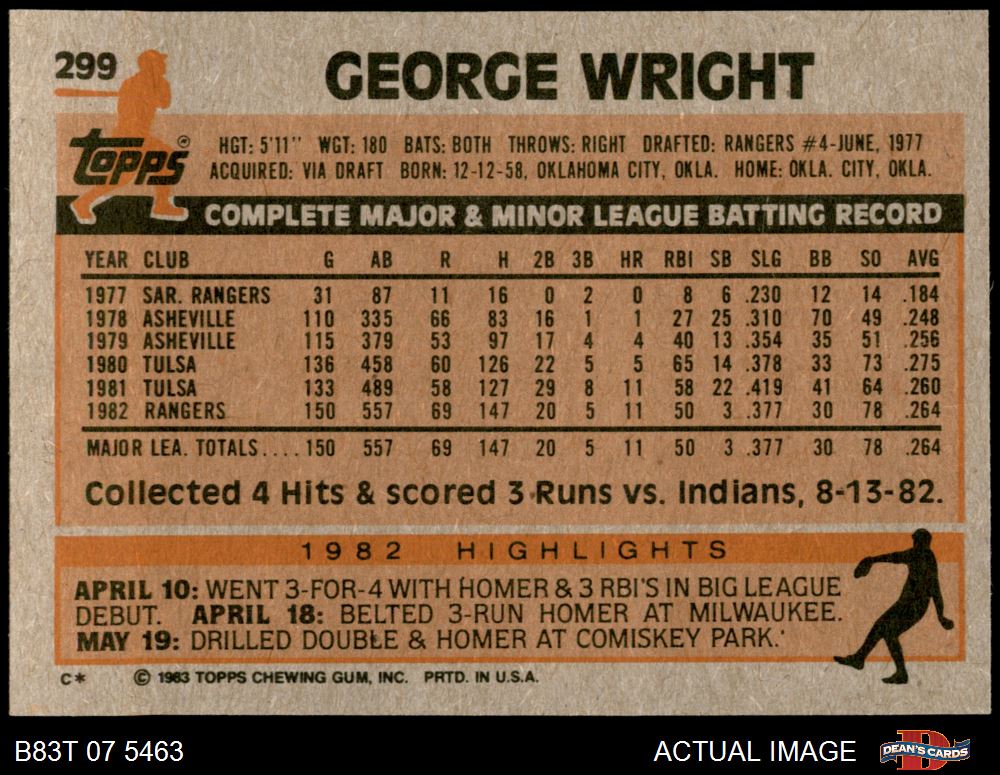 299
GEORGE WRIGHT
Topps®
HGT: 5'11" WGT: 180 BATS: BOTH THROWS: RIGHT DRAFTED: RANGERS #4-JUNE, 1977
ACQUIRED: VIA DRAFT BORN: 12-12-58, OKLAHOMA CITY, OKLA. HOME: OKLA. CITY, OKLA.
COMPLETE MAJOR & MINOR LEAGUE BATTING RECORD
YEAR CLUB G AB R H 2B 3B HR RBI SB SLG BB SO AVG
1977 SAR. RANGERS 31 87 11 16 0 2 0 8 6 .230 12 14 .184
1978 ASHEVILLE 110 335 66 83 16 1 1 27 25 .310 70 49 .248
1979 ASHEVILLE 115 379 53 97 17 4 4 40 13 .354 35 51 .256
1980 TULSA 136 458 60 126 22 5 5 65 14 .378 33 73 .275
1981 TULSA 133 489 58 127 29 8 11 58 22 .419 41 64 .260
1982 RANGERS 150 557 69 147 20 5 11 50 3 .377 30 78 .264
MAJOR LEA. TOTALS.... 150 557 69 147 20 5 11 50 3 .377 30 78 .264
Collected 4 Hits & scored 3 Runs vs. Indians, 8-13-82.
1982 HIGHLIGHTS
APRIL 10: WENT 3-FOR-4 WITH HOMER & 3 RBI'S IN BIG LEAGUE
DEBUT. APRIL 18: BELTED 3-RUN HOMER AT MILWAUKEE.
MAY 19: DRILLED DOUBLE & HOMER AT COMISKEY PARK.
C* © 1983 TOPPS CHEWING GUM, INC. PRTD. IN U.S.A.
B83T 07 5463 ACTUAL IMAGE DEAN'S CARDS